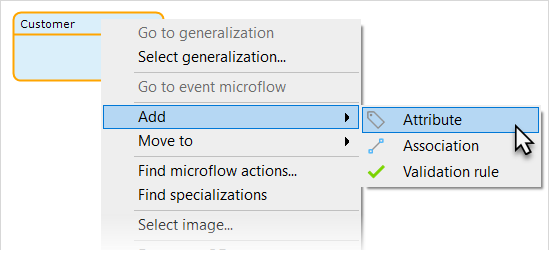 Customer
Go to generalization
Select generalization...
Go to event microflow
Add
Attribute
Move to
Association
Validation rule
Find microflow actions...
Find specializations
Select image...